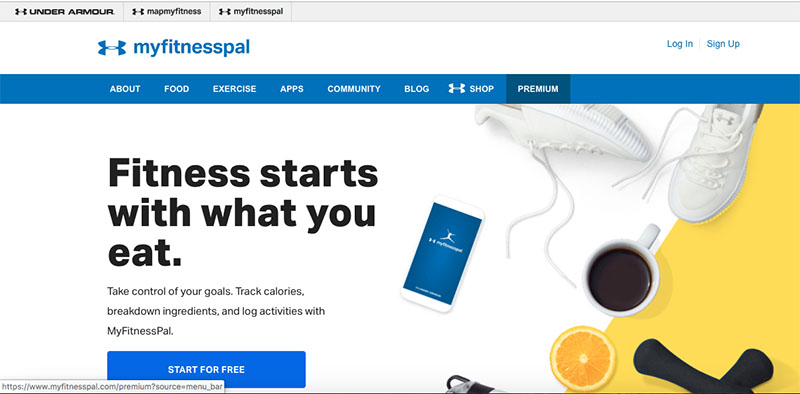 UNDER ARMOUR. mapmyfitness myfitnesspal
myfitnesspal
Log In Sign Up
ABOUT FOOD EXERCISE APPS COMMUNITY BLOG SHOP PREMIUM
Fitness starts
with what you
eat.
myfitnesspal
Take control of your goals. Track calories,
breakdown ingredients, and log activities with
MyFitnessPal.
START FOR FREE
https://www.myfitnesspal.com/premium?source=menu_bar